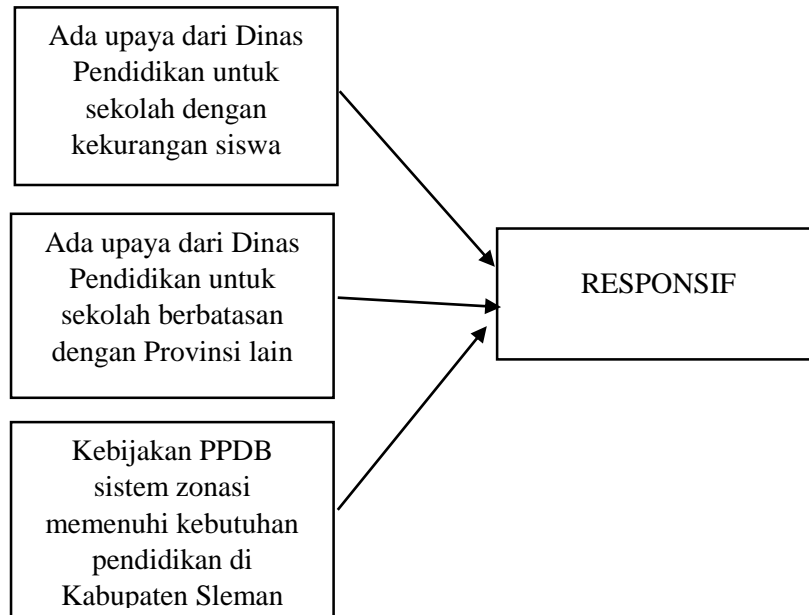 Ada upaya dari Dinas
Pendidikan untuk
sekolah dengan
kekurangan siswa
Ada upaya dari Dinas
Pendidikan untuk
sekolah berbatasan
dengan Provinsi lain
RESPONSIF
Kebijakan PPDB
sistem zonasi
memenuhi kebutuhan
pendidikan di
Kabupaten Sleman